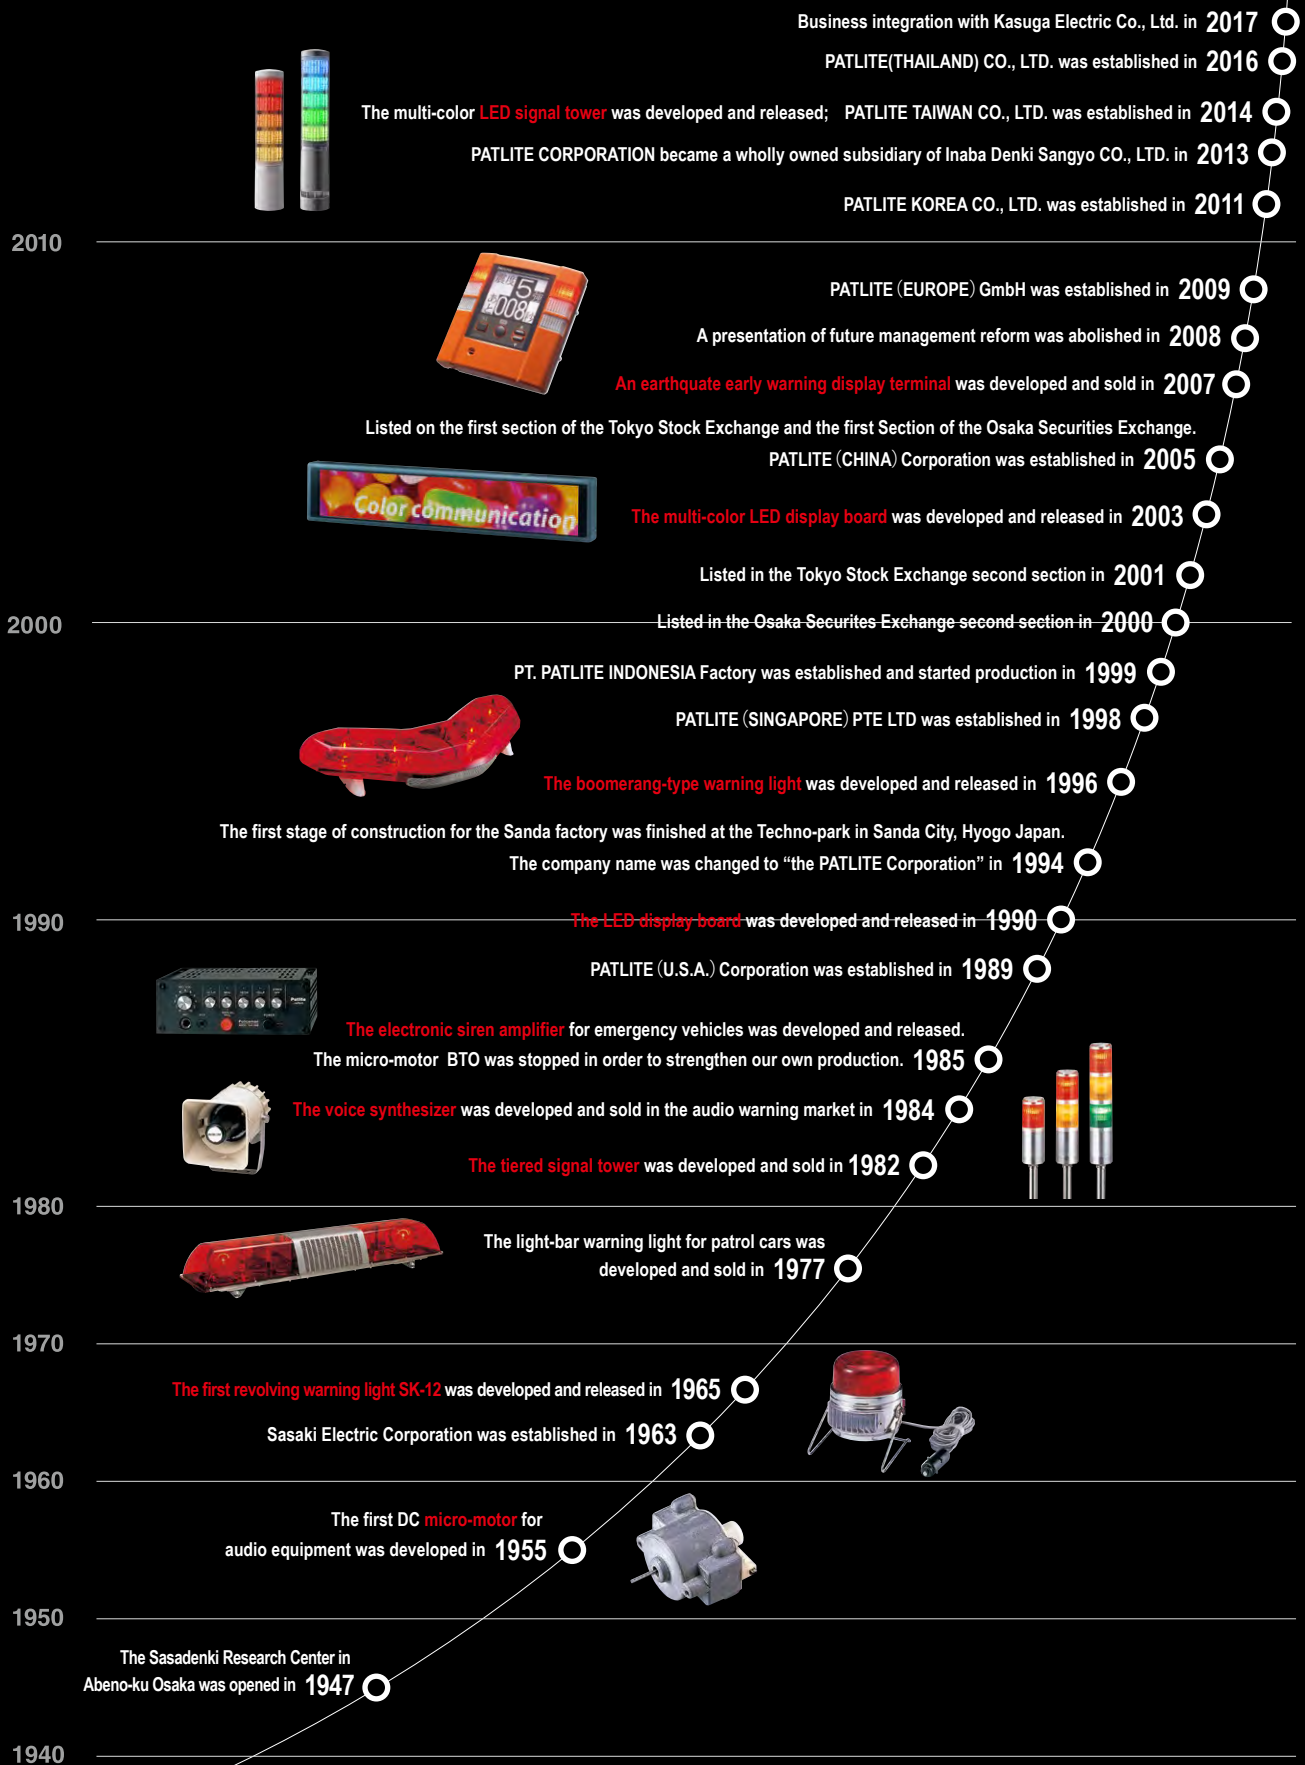 Business integration with Kasuga Electric Co., Ltd. in 2017
PATLITE(THAILAND) CO., LTD. was established in 2016
The multi-color LED signal tower was developed and released; PATLITE TAIWAN CO., LTD. was established in 2014
PATLITE CORPORATION became a wholly owned subsidiary of Inaba Denki Sangyo CO., LTD. in 2013
PATLITE KOREA CO., LTD. was established in 2011
2010
PATLITE (EUROPE) GmbH was established in 2009
A presentation of future management reform was abolished in 2008
An earthquate early warning display terminal was developed and sold in 2007
Listed on the first section of the Tokyo Stock Exchange and the first Section of the Osaka Securities Exchange.
PATLITE (CHINA) Corporation was established in 2005
Color communication
The multi-color LED display board was developed and released in 2003
Listed in the Tokyo Stock Exchange second section in 2001
2000
Listed in the Osaka Securites Exchange second section in 2000
PT. PATLITE INDONESIA Factory was established and started production in 1999
PATLITE (SINGAPORE) PTE LTD was established in 1998
The boomerang-type warning light was developed and released in 1996
The first stage of construction for the Sanda factory was finished at the Techno-park in Sanda City, Hyogo Japan.
The company name was changed to “the PATLITE Corporation” in 1994
1990
The LED display board was developed and released in 1990
PATLITE (U.S.A.) Corporation was established in 1989
Patlite
The electronic siren amplifier for emergency vehicles was developed and released.
The micro-motor BTO was stopped in order to strengthen our own production. 1985
The voice synthesizer was developed and sold in the audio warning market in 1984
The tiered signal tower was developed and sold in 1982
1980
The light-bar warning light for patrol cars was
developed and sold in 1977
1970
The first revolving warning light SK-12 was developed and released in 1965
Sasaki Electric Corporation was established in 1963
1960
The first DC micro-motor for
audio equipment was developed in 1955
1950
The Sasadenki Research Center in
Abeno-ku Osaka was opened in 1947
1940